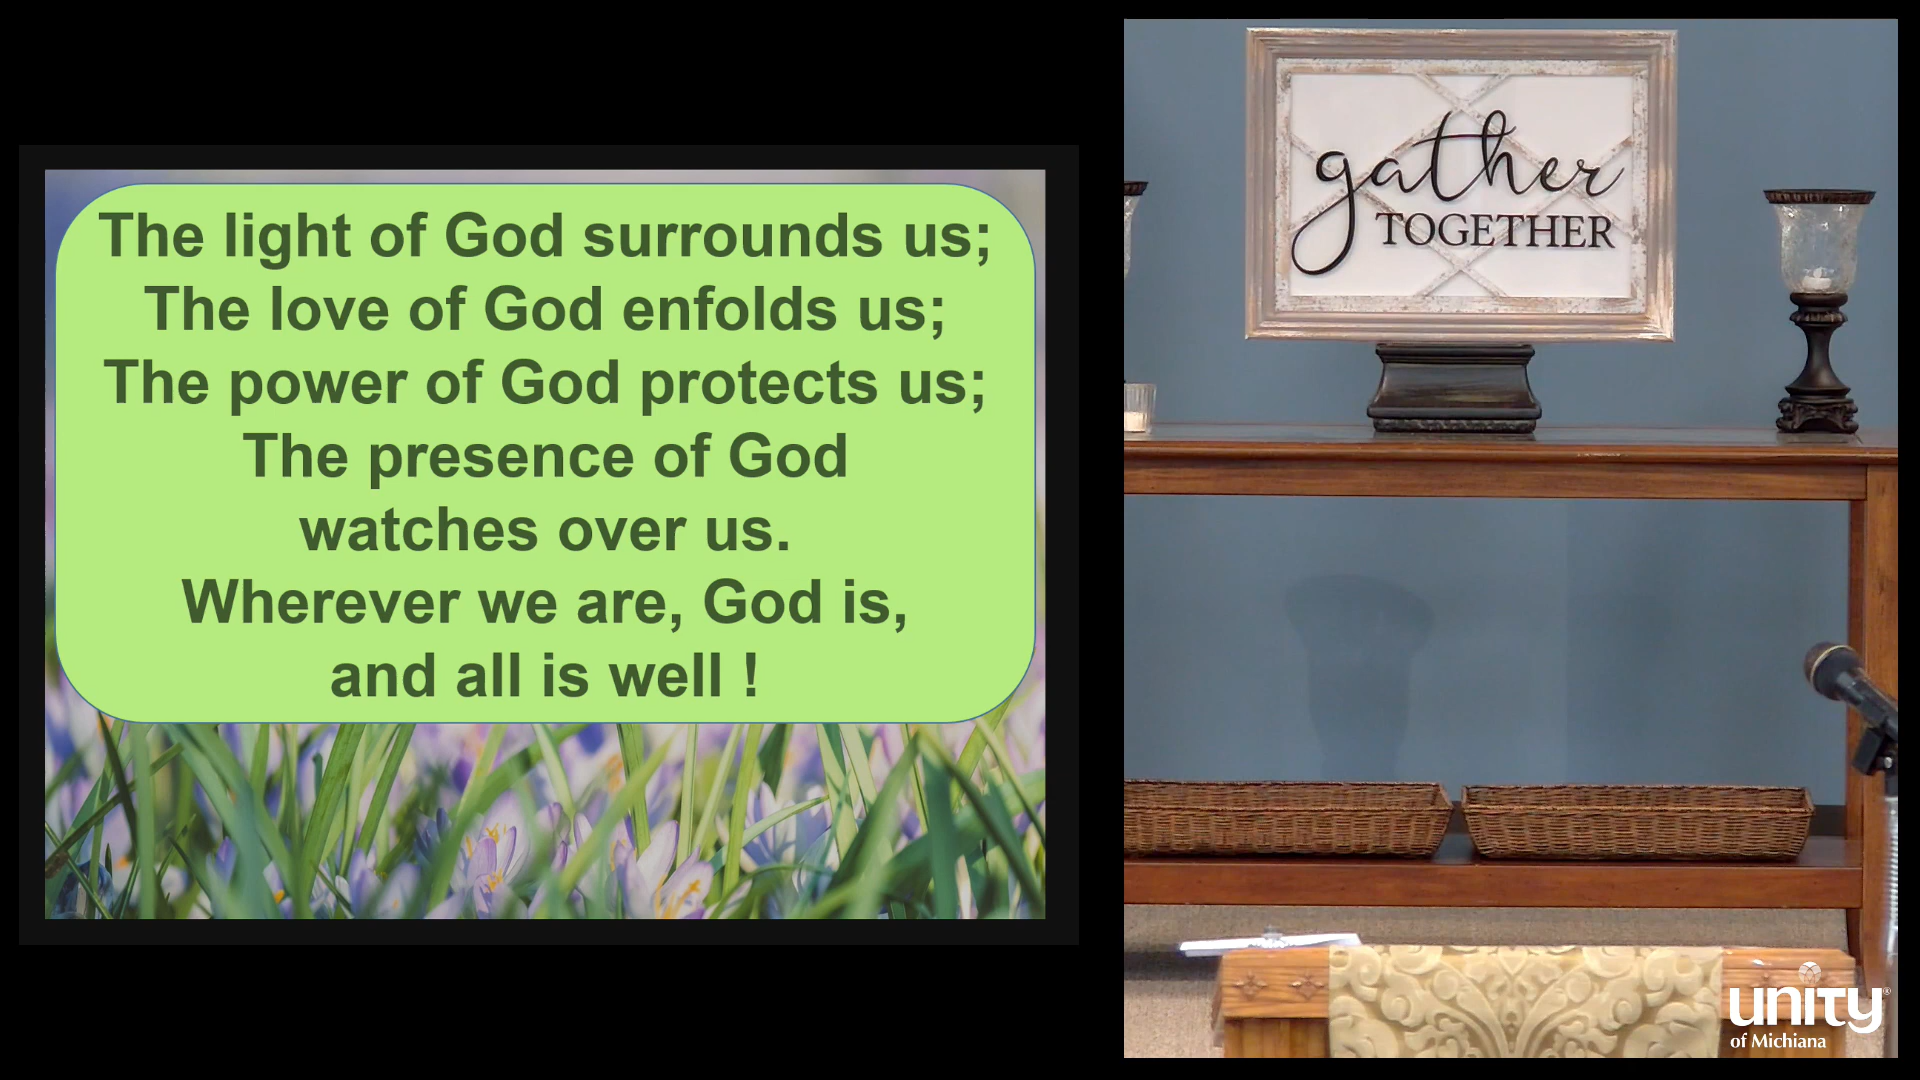 The light of God surrounds us;
The love of God enfolds us;
The power of God protects us;
The presence of God
watches over us.
Wherever we are, God is,
and all is well !
gather
TOGETHER
unity®
of Michiana